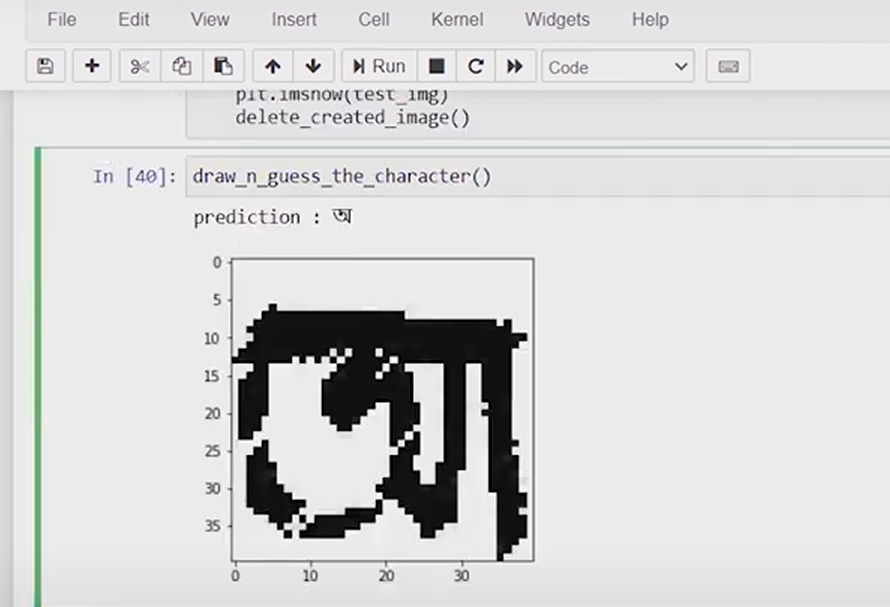 File Edit View Insert Cell Kernel Widgets Help
Run Code
plt.imshow(test_img)
delete_created_image()
In [40]: draw_n_guess_the_character()
prediction : অ
0
5
10
15
20
25
30
35
আ
0 10 20 30